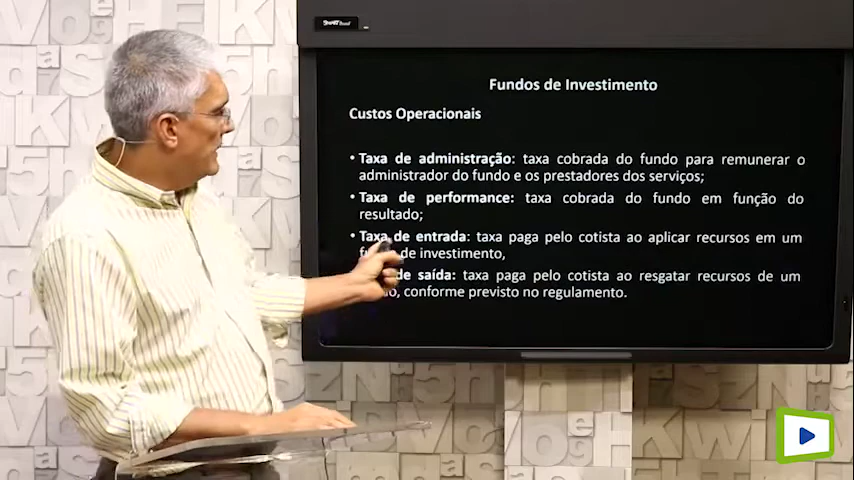 SMART Board
Fundos de Investimento
Custos Operacionais
• Taxa de administração: taxa cobrada do fundo para remunerar o
administrador do fundo e os prestadores dos serviços;
• Taxa de performance: taxa cobrada do fundo em função do
resultado;
• Taxa de entrada: taxa paga pelo cotista ao aplicar recursos em um
de investimento,
de saída: taxa paga pelo cotista ao resgatar recursos de um
conforme previsto no regulamento.